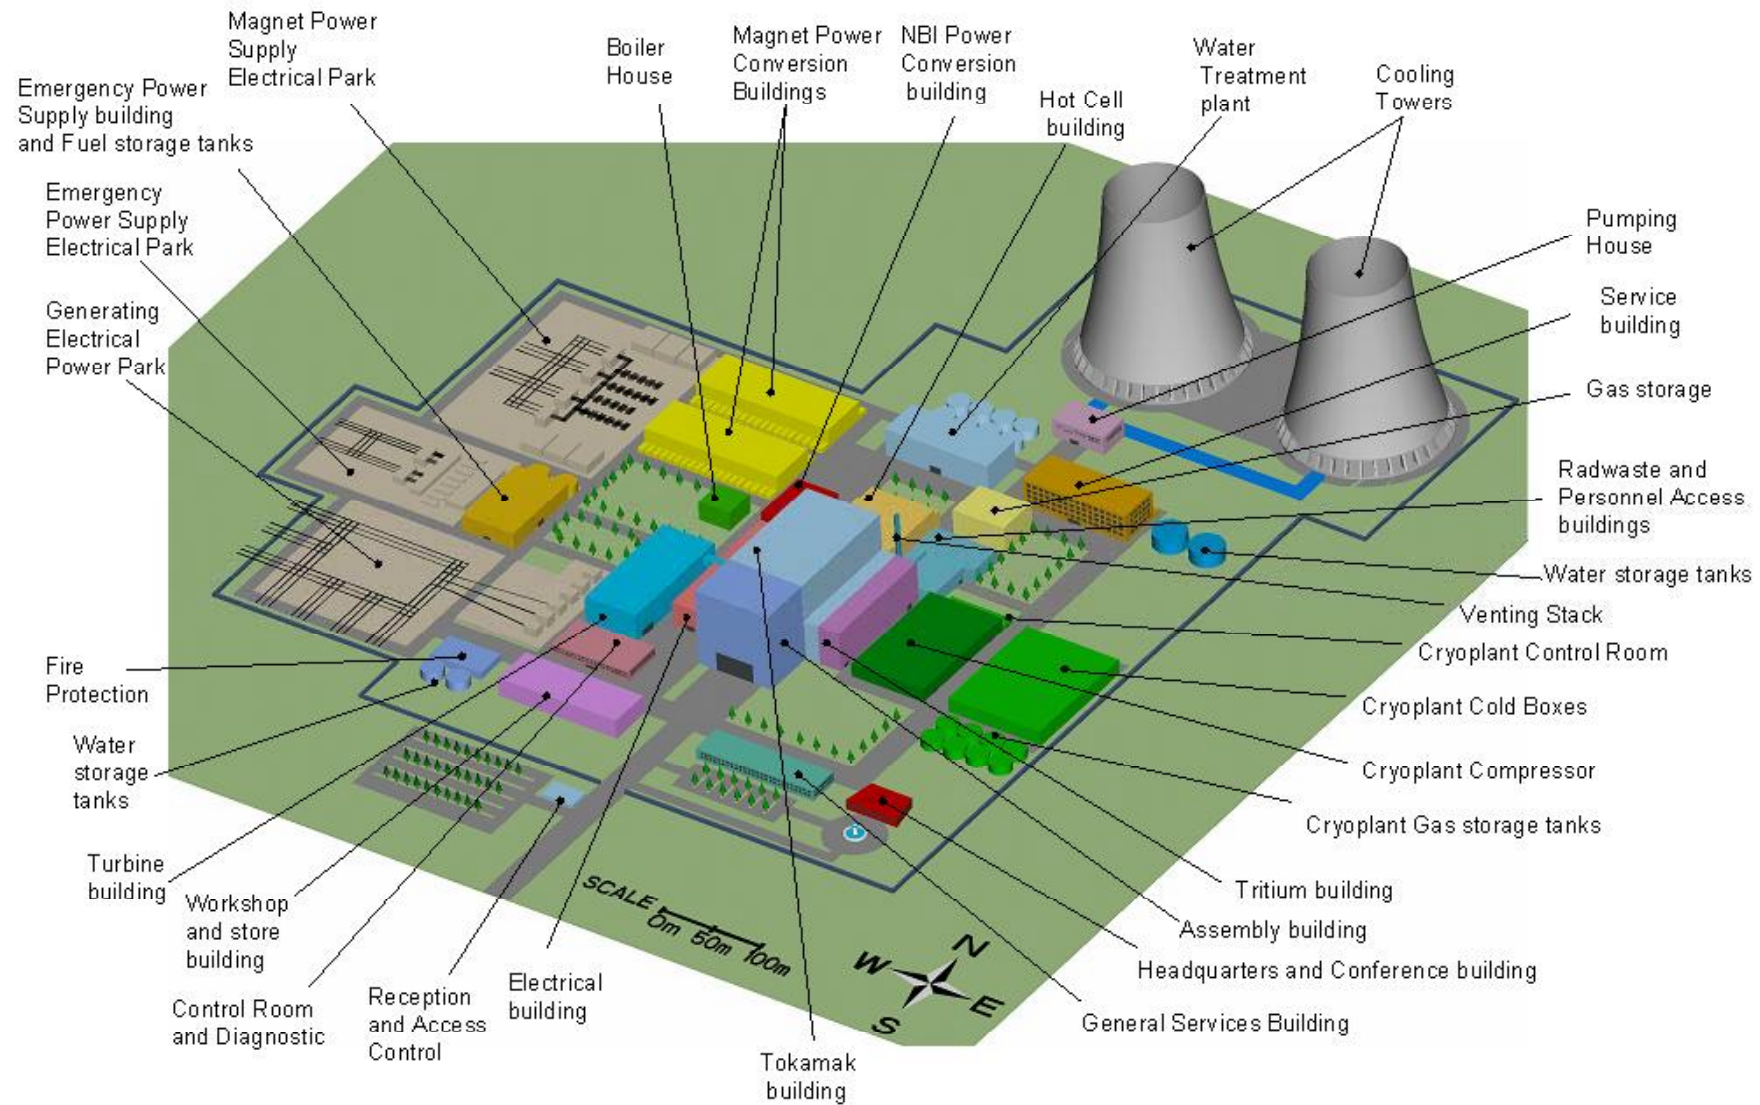 Magnet Power
Supply
Electrical Park
Boiler
House
Magnet Power
Conversion
Buildings
NBI Power
Conversion
building
Water
Treatment
plant
Cooling
Towers
Hot Cell
building
Emergency Power
Supply building
and Fuel storage tanks
Emergency
Power Supply
Electrical Park
Generating
Electrical
Power Park
Pumping
House
Service
building
Gas storage
Radwaste and
Personnel Access
buildings
Water storage tanks
Venting Stack
Cryoplant Control Room
Cryoplant Cold Boxes
Cryoplant Compressor
Cryoplant Gas storage tanks
Tritium building
Assembly building
Headquarters and Conference building
General Services Building
Fire
Protection
Water
storage
tanks
Turbine
building
Workshop
and store
building
Control Room
and Diagnostic
Reception
and Access
Control
Electrical
building
Tokamak
building
SCALE
0m 50m 100m
N
W
E
S